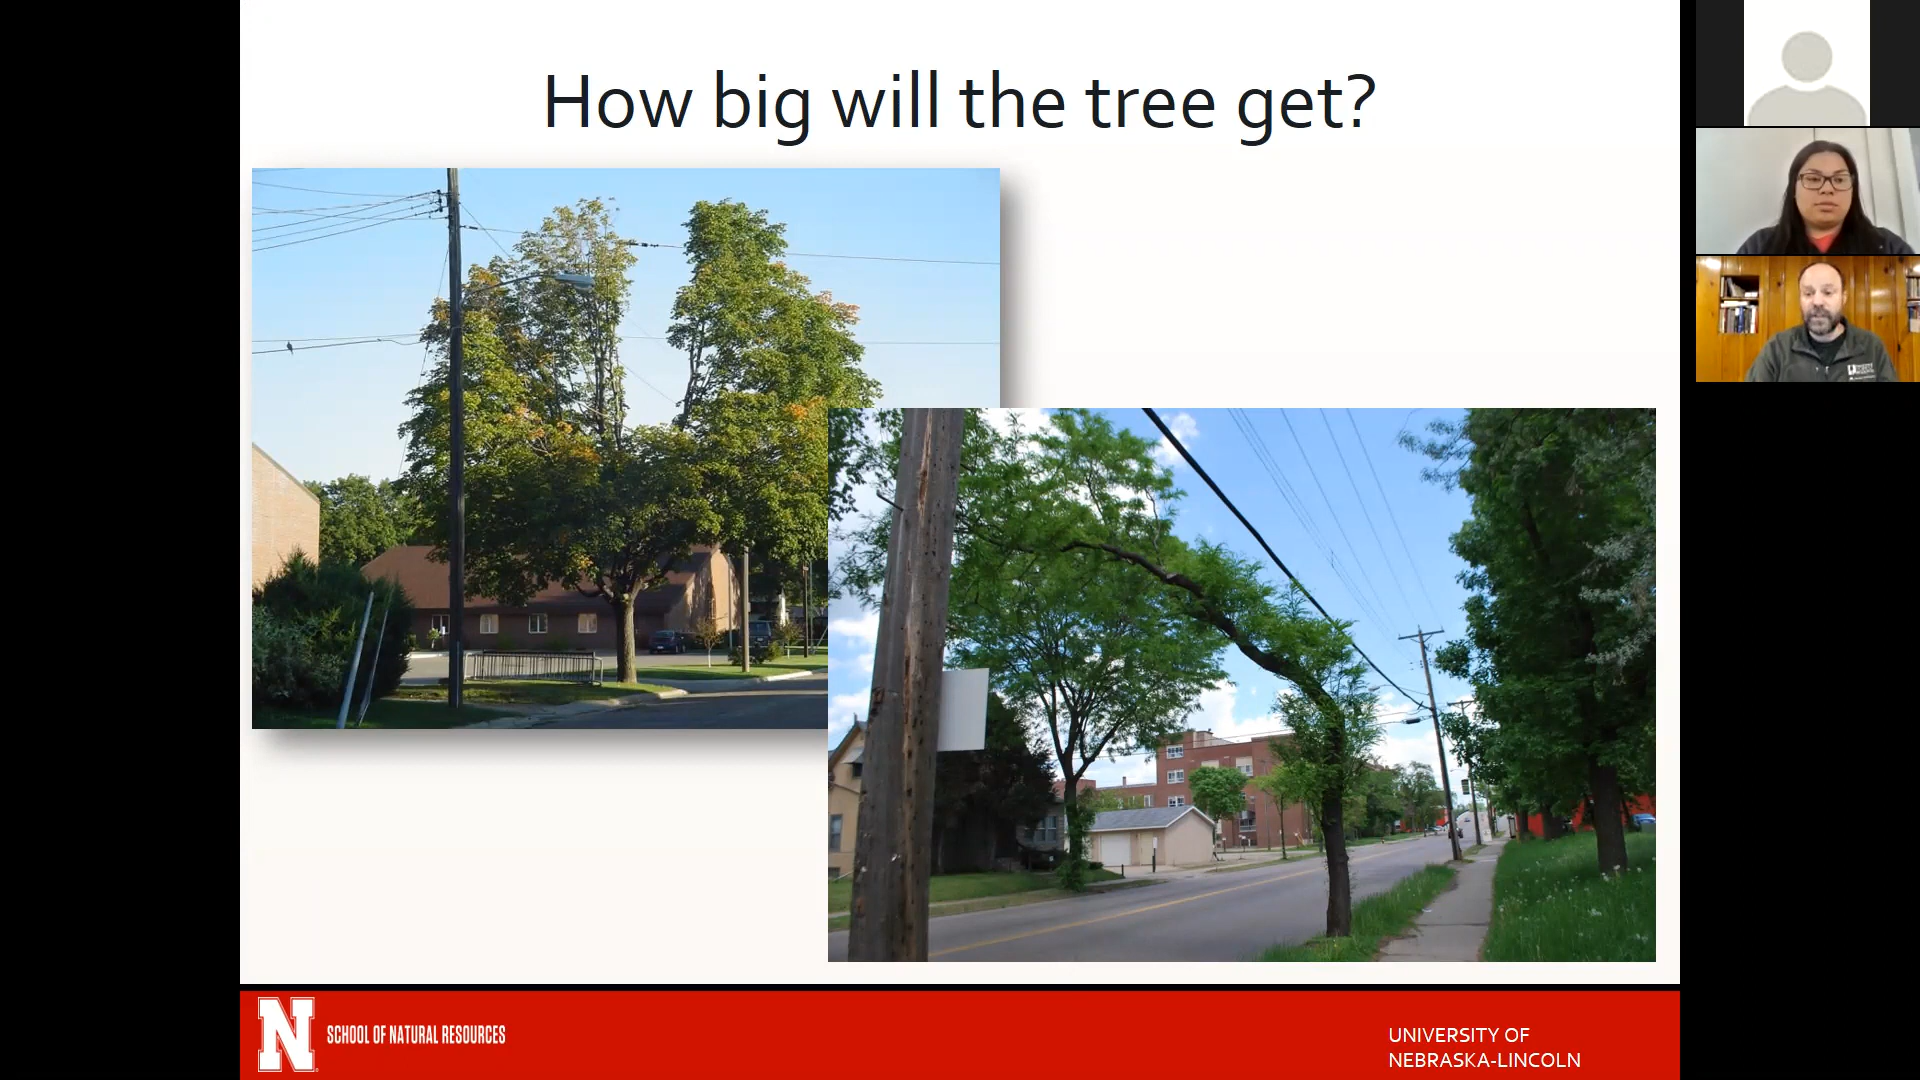 How big will the tree get?
N SCHOOL OF NATURAL RESOURCES
UNIVERSITY OF
NEBRASKA-LINCOLN